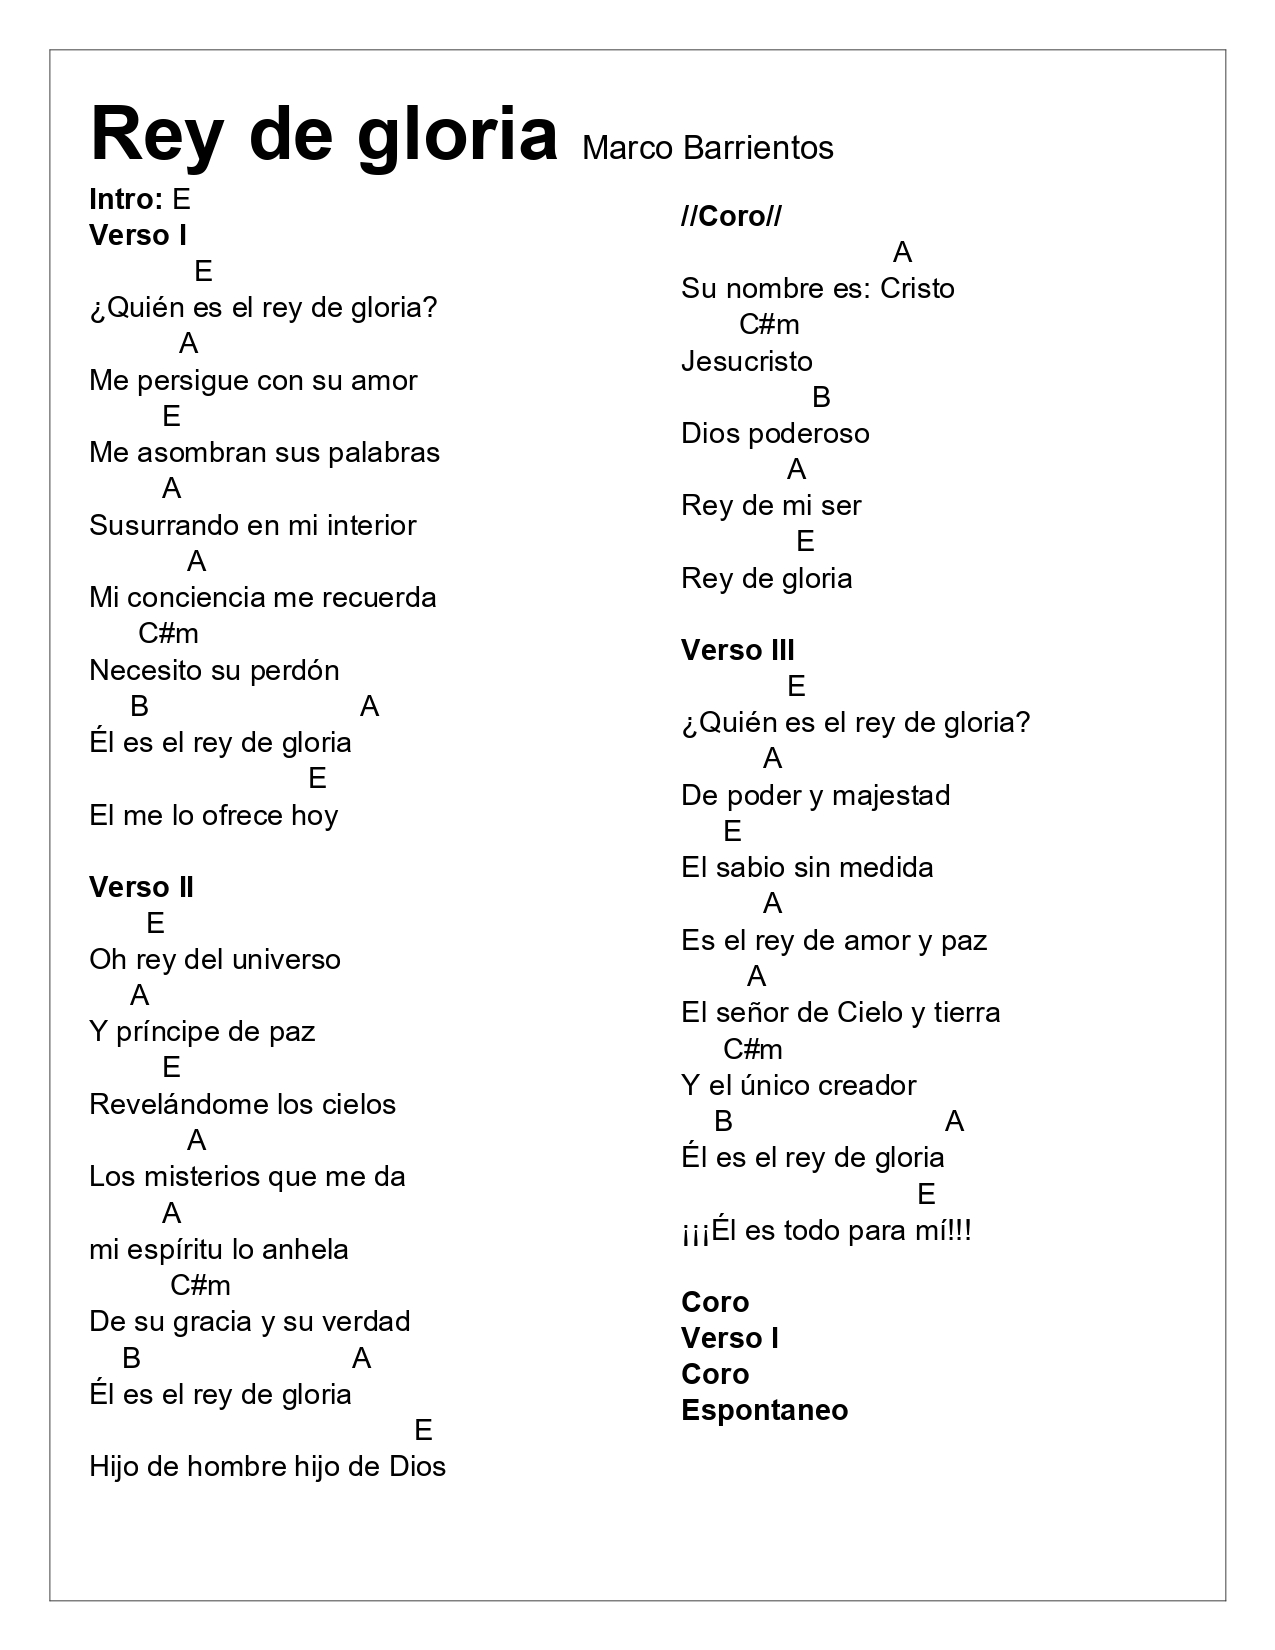 Rey de gloria Marco Barrientos
Intro: E
Verso I
E
¿Quién es el rey de gloria?
A
Me persigue con su amor
E
Me asombran sus palabras
A
Susurrando en mi interior
A
Mi conciencia me recuerda
C#m
Necesito su perdón
B A
Él es el rey de gloria
E
El me lo ofrece hoy
Verso II
E
Oh rey del universo
A
Y príncipe de paz
E
Revelándome los cielos
A
Los misterios que me da
A
mi espíritu lo anhela
C#m
De su gracia y su verdad
B A
Él es el rey de gloria
E
Hijo de hombre hijo de Dios
//Coro//
A
Su nombre es: Cristo
C#m
Jesucristo
B
Dios poderoso
A
Rey de mi ser
E
Rey de gloria
Verso III
E
¿Quién es el rey de gloria?
A
De poder y majestad
E
El sabio sin medida
A
Es el rey de amor y paz
A
El señor de Cielo y tierra
C#m
Y el único creador
B A
Él es el rey de gloria
E
¡¡¡Él es todo para mí!!!
Coro
Verso I
Coro
Espontaneo